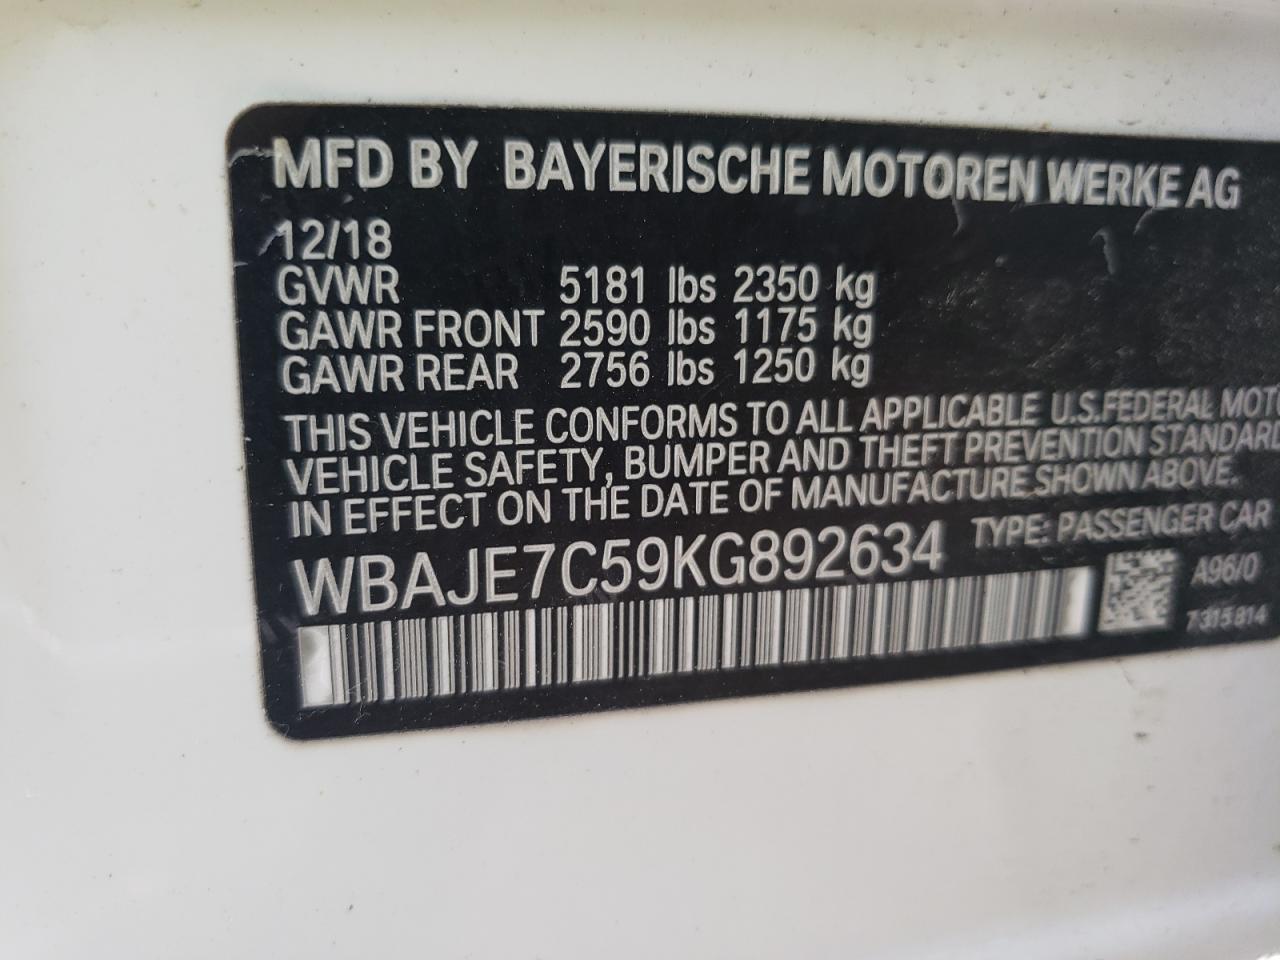 MFD BY BAYERISCHE MOTOREN WERKE AG
12/18
GVWR 5181 lbs 2350 kg
GAWR FRONT 2590 lbs 1175 kg
GAWR REAR 2756 lbs 1250 kg
THIS VEHICLE CONFORMS TO ALL APPLICABLE U.S.FEDERAL MOT
VEHICLE SAFETY, BUMPER AND THEFT PREVENTION STANDARD
IN EFFECT ON THE DATE OF MANUFACTURE SHOWN ABOVE.
WBAJE7C59KG892634 TYPE: PASSENGER CAR
A96/0
7315814